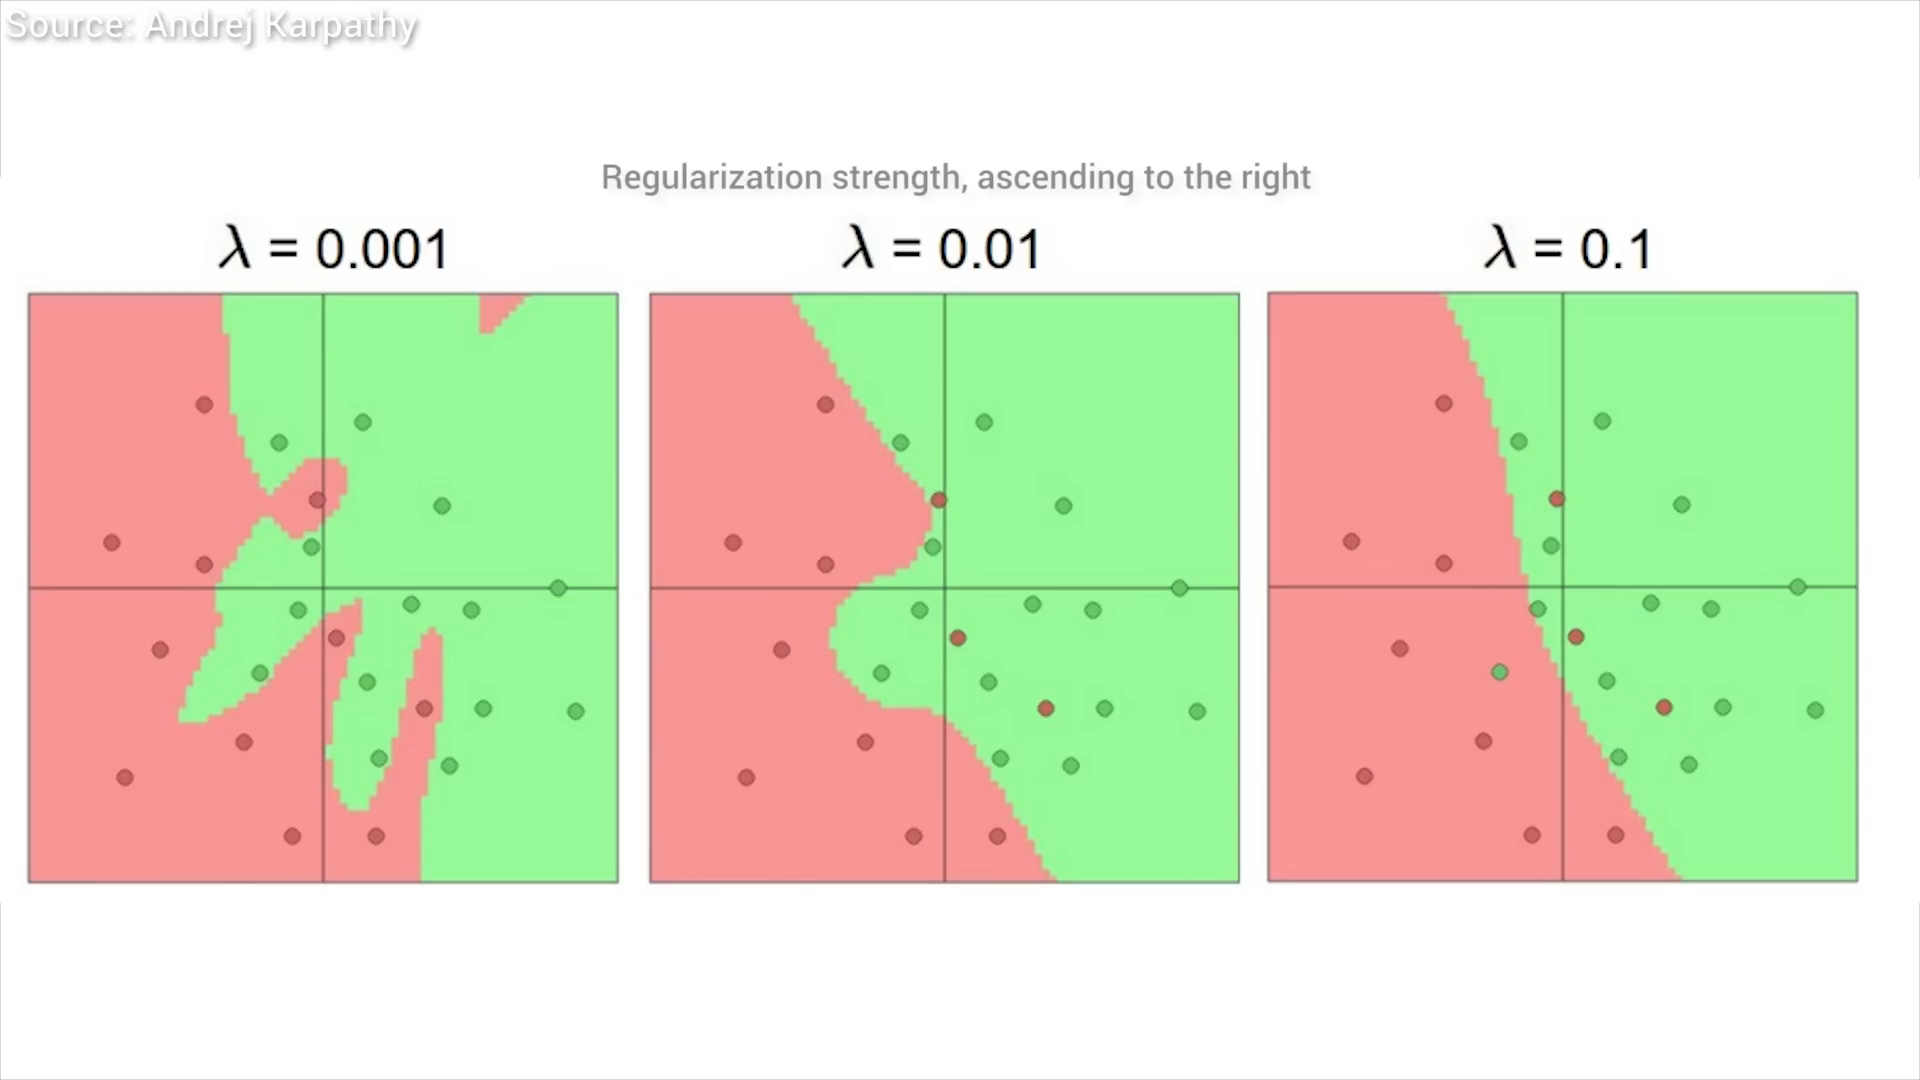 Source: Andrej Karpathy
Regularization strength, ascending to the right
λ = 0.001
λ = 0.01
λ = 0.1